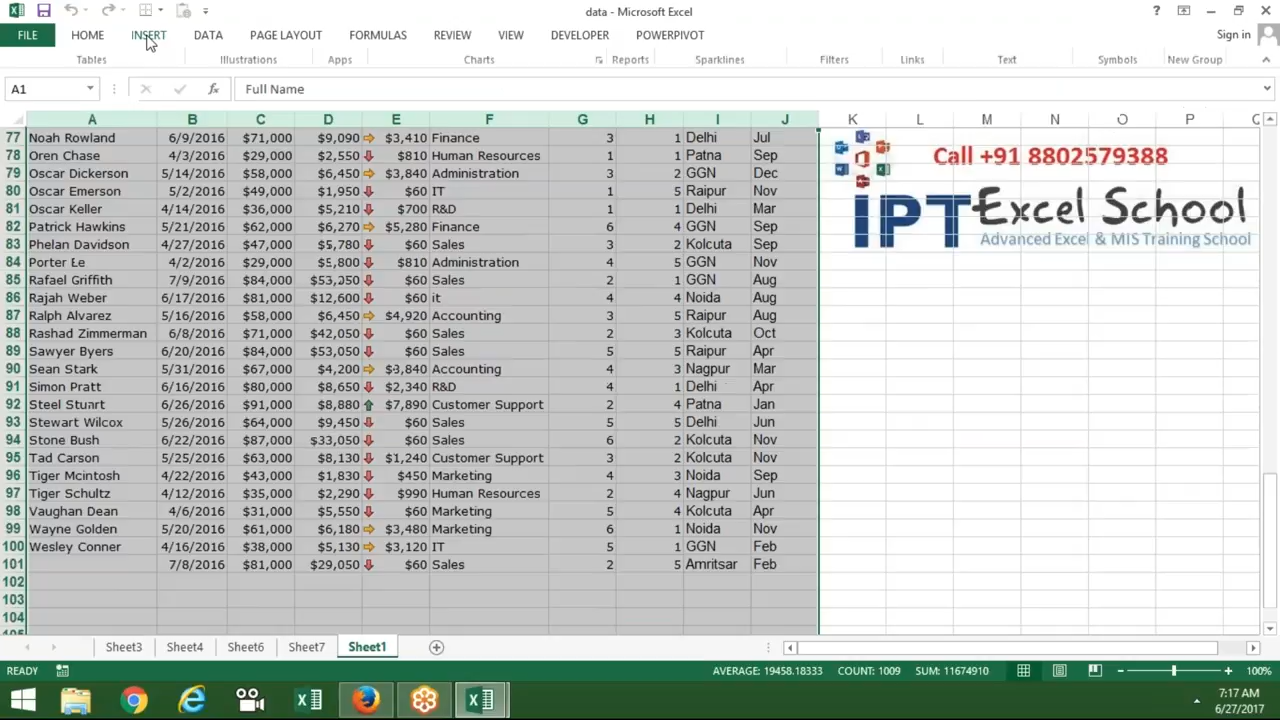 data - Microsoft Excel
Sign in
FILE HOME INSERT DATA PAGE LAYOUT FORMULAS REVIEW VIEW DEVELOPER POWERPIVOT
Tables Illustrations Apps Charts Reports Sparklines Filters Links Text Symbols New Group
A1 fx Full Name
A B C D E F G H I J K L M N O P
77 Noah Rowland 6/9/2016 $71,000 $9,090 $3,410 Finance 3 1 Delhi Jul
78 Oren Chase 4/3/2016 $29,000 $2,550 $810 Human Resources 1 1 Patna Sep
79 Oscar Dickerson 5/14/2016 $58,000 $6,450 $3,840 Administration 3 2 GGN Dec
80 Oscar Emerson 5/2/2016 $49,000 $1,950 $60 IT 1 5 Raipur Nov
81 Oscar Keller 4/14/2016 $36,000 $5,210 $700 R&D 1 1 Delhi Mar
82 Patrick Hawkins 5/21/2016 $62,000 $6,270 $5,280 Finance 6 4 GGN Sep
83 Phelan Davidson 4/27/2016 $47,000 $5,780 $60 Sales 3 2 Kolcuta Sep
84 Porter Le 4/2/2016 $29,000 $5,800 $810 Administration 4 5 GGN Nov
85 Rafael Griffith 7/9/2016 $84,000 $53,250 $60 Sales 2 1 GGN Aug
86 Rajah Weber 6/17/2016 $81,000 $12,600 $60 it 4 4 Noida Aug
87 Ralph Alvarez 5/16/2016 $58,000 $6,450 $4,920 Accounting 3 5 Raipur Aug
88 Rashad Zimmerman 6/8/2016 $71,000 $42,050 $60 Sales 2 3 Kolcuta Oct
89 Sawyer Byers 6/20/2016 $84,000 $53,050 $60 Sales 5 5 Raipur Apr
90 Sean Stark 5/31/2016 $67,000 $4,200 $3,840 Accounting 4 3 Nagpur Mar
91 Simon Pratt 6/16/2016 $80,000 $8,650 $2,340 R&D 4 1 Delhi Apr
92 Steel Stuart 6/26/2016 $91,000 $8,880 $7,890 Customer Support 2 4 Patna Jan
93 Stewart Wilcox 5/26/2016 $64,000 $9,450 $60 Sales 5 5 Delhi Jun
94 Stone Bush 6/22/2016 $87,000 $33,050 $60 Sales 6 2 Kolcuta Nov
95 Tad Carson 5/25/2016 $63,000 $8,130 $1,240 Customer Support 3 2 Kolcuta Nov
96 Tiger Mcintosh 4/22/2016 $43,000 $1,830 $450 Marketing 4 3 Noida Sep
97 Tiger Schultz 4/12/2016 $35,000 $2,290 $990 Human Resources 2 4 Nagpur Jun
98 Vaughan Dean 4/6/2016 $31,000 $5,550 $60 Marketing 5 4 Kolcuta Apr
99 Wayne Golden 5/20/2016 $61,000 $6,180 $3,480 Marketing 6 1 Noida Nov
100 Wesley Conner 4/16/2016 $38,000 $5,130 $3,120 IT 5 1 GGN Feb
101 7/8/2016 $81,000 $29,050 $60 Sales 2 5 Amritsar Feb
102
103
104
Call +91 8802579388
IPT Excel School
Advanced Excel & MIS Training School
Sheet3 Sheet4 Sheet6 Sheet7 Sheet1
READY AVERAGE: 19458.18333 COUNT: 1009 SUM: 11674910 100%
7:17 AM
6/27/2017